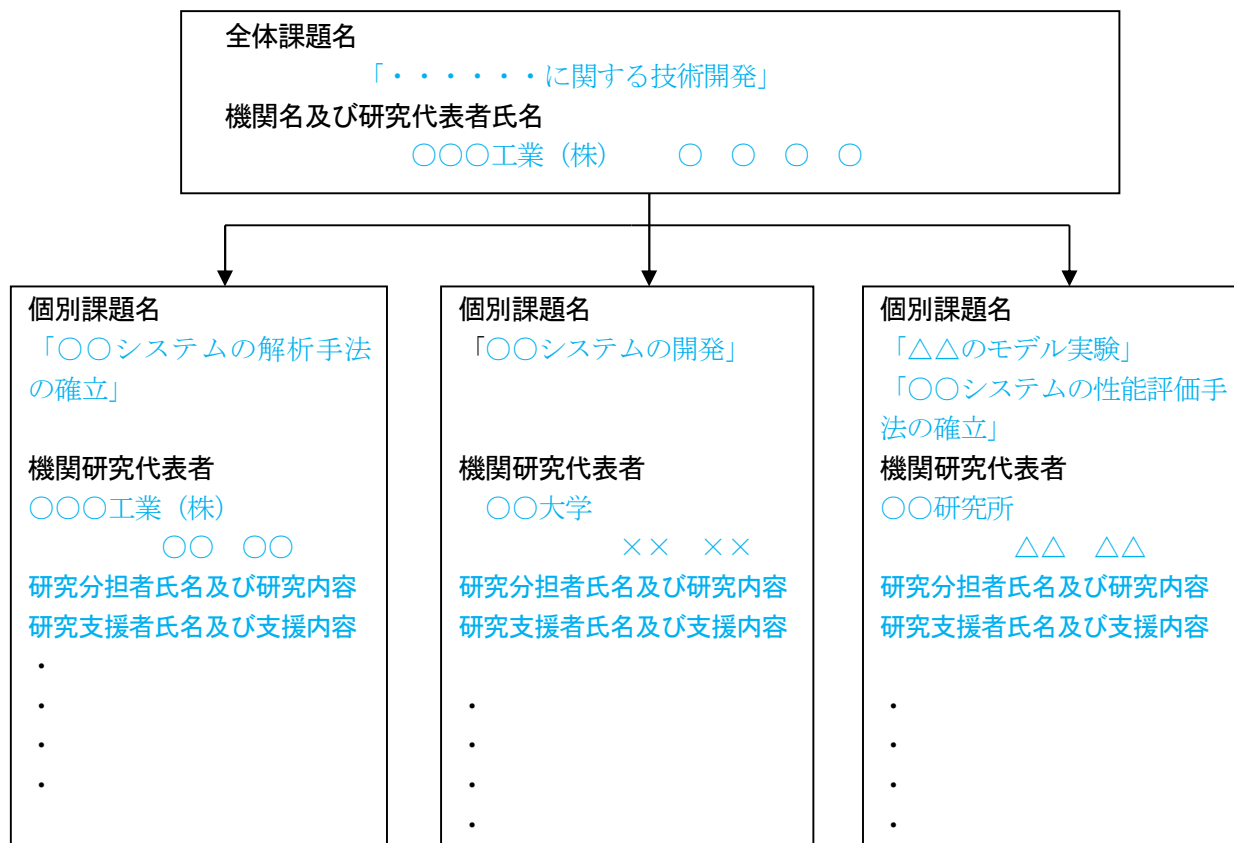 全体課題名
「・・・・・・に関する技術開発」
機関名及び研究代表者氏名
○○○工業（株）　　○　○　○　○
個別課題名
「○○システムの解析手法
の確立」
機関研究代表者
○○○工業（株）
○○　○○
研究分担者氏名及び研究内容
研究支援者氏名及び支援内容
・
・
・
・
個別課題名
「○○システムの開発」
機関研究代表者
○○大学
××　××
研究分担者氏名及び研究内容
研究支援者氏名及び支援内容
・
・
・
・
個別課題名
「△△のモデル実験」
「○○システムの性能評価手
法の確立」
機関研究代表者
○○研究所
△△　△△
研究分担者氏名及び研究内容
研究支援者氏名及び支援内容
・
・
・
・